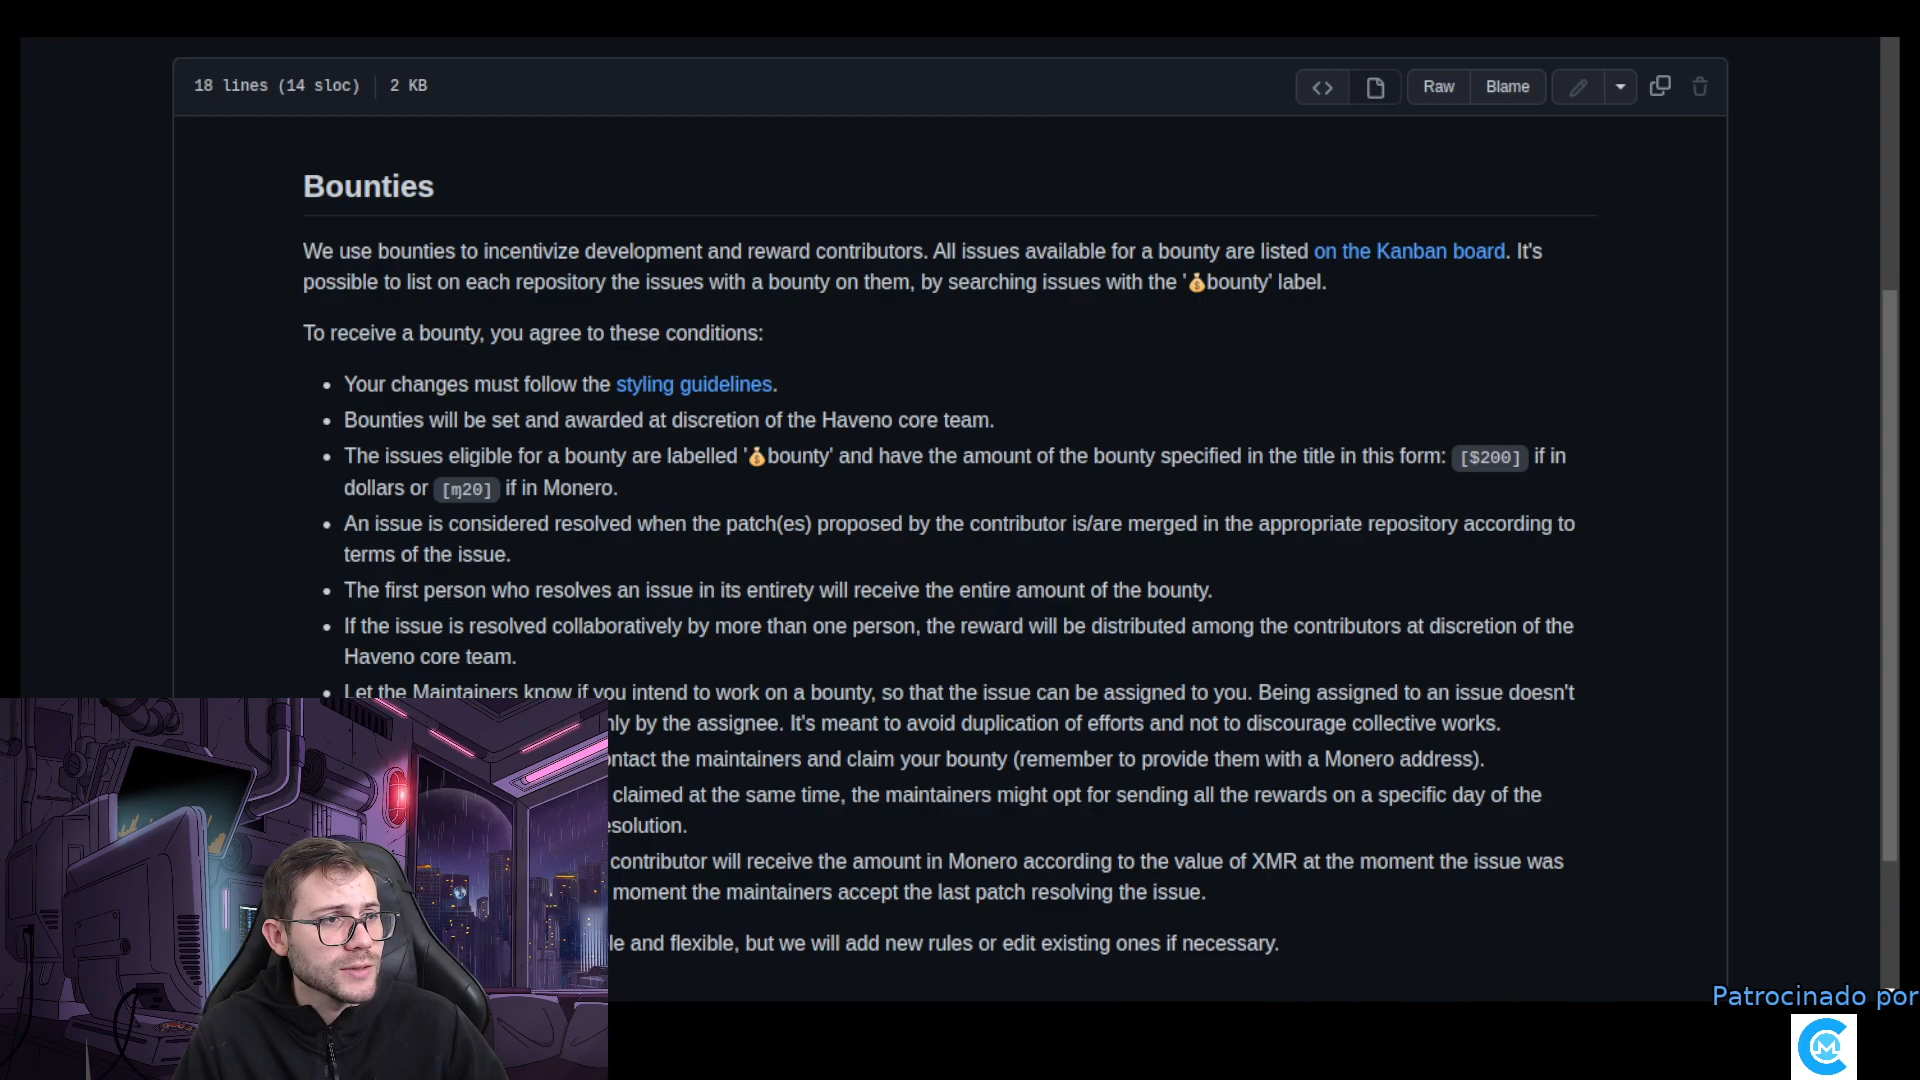 18 lines (14 sloc) 2 KB
Raw Blame
Bounties
We use bounties to incentivize development and reward contributors. All issues available for a bounty are listed on the Kanban board. It's
possible to list on each repository the issues with a bounty on them, by searching issues with the '💰bounty' label.
To receive a bounty, you agree to these conditions:
Your changes must follow the styling guidelines.
Bounties will be set and awarded at discretion of the Haveno core team.
The issues eligible for a bounty are labelled '💰bounty' and have the amount of the bounty specified in the title in this form: [$200] if in
dollars or [ɱ20] if in Monero.
An issue is considered resolved when the patch(es) proposed by the contributor is/are merged in the appropriate repository according to
terms of the issue.
The first person who resolves an issue in its entirety will receive the entire amount of the bounty.
If the issue is resolved collaboratively by more than one person, the reward will be distributed among the contributors at discretion of the
Haveno core team.
Let the Maintainers know if you intend to work on a bounty, so that the issue can be assigned to you. Being assigned to an issue doesn't
by the assignee. It's meant to avoid duplication of efforts and not to discourage collective works.
the maintainers and claim your bounty (remember to provide them with a Monero address).
claimed at the same time, the maintainers might opt for sending all the rewards on a specific day of the
contributor will receive the amount in Monero according to the value of XMR at the moment the issue was
moment the maintainers accept the last patch resolving the issue.
and flexible, but we will add new rules or edit existing ones if necessary.
Patrocinado por